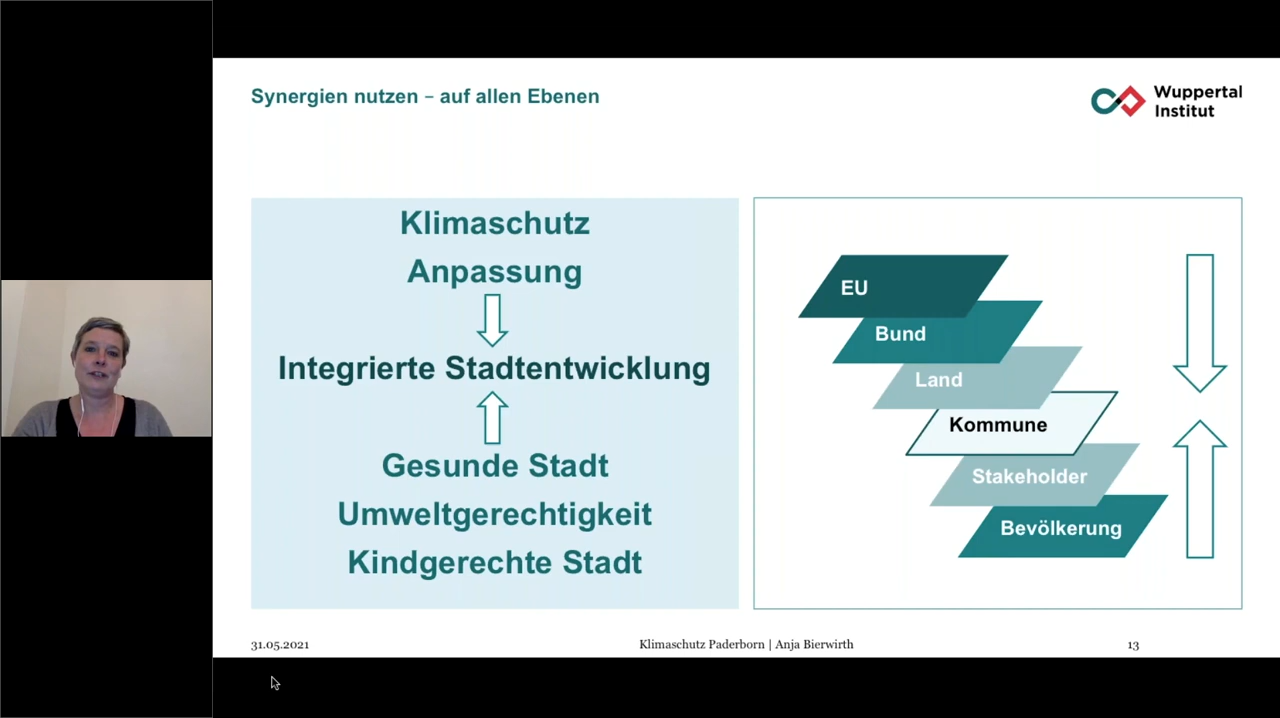 Synergien nutzen – auf allen Ebenen
Wuppertal
Institut
Klimaschutz
Anpassung
Integrierte Stadtentwicklung
Gesunde Stadt
Umweltgerechtigkeit
Kindgerechte Stadt
EU
Bund
Land
Kommune
Stakeholder
Bevölkerung
31.05.2021
Klimaschutz Paderborn | Anja Bierwirth
13